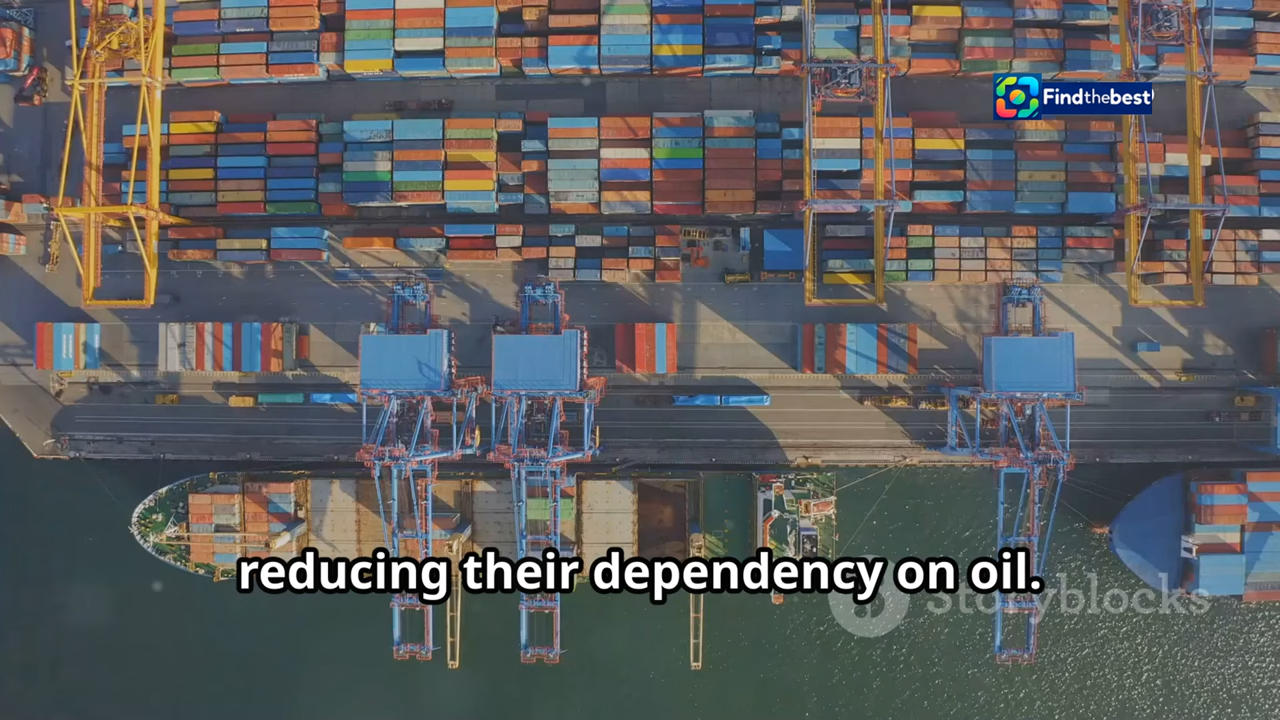 Findthebest
reducing their dependency on oil.
Storyblocks